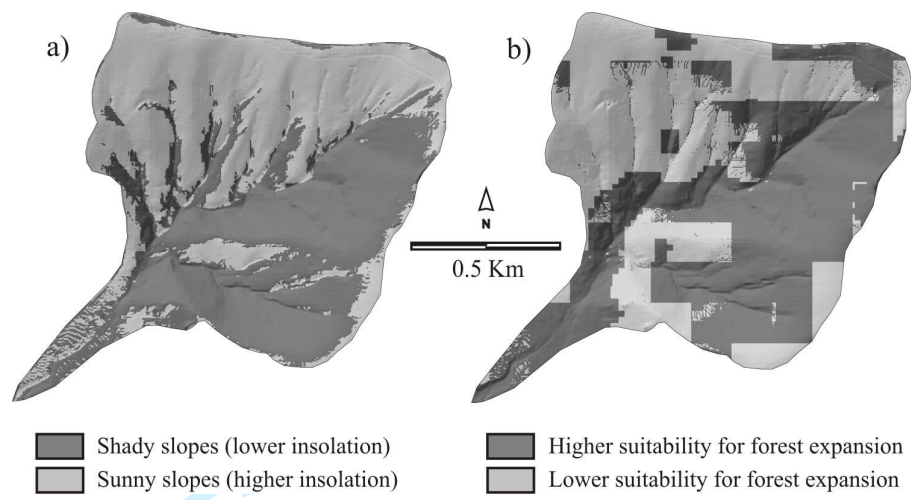 a)
b)
N
0.5 Km
Shady slopes (lower insolation)
Sunny slopes (higher insolation)
Higher suitability for forest expansion
Lower suitability for forest expansion